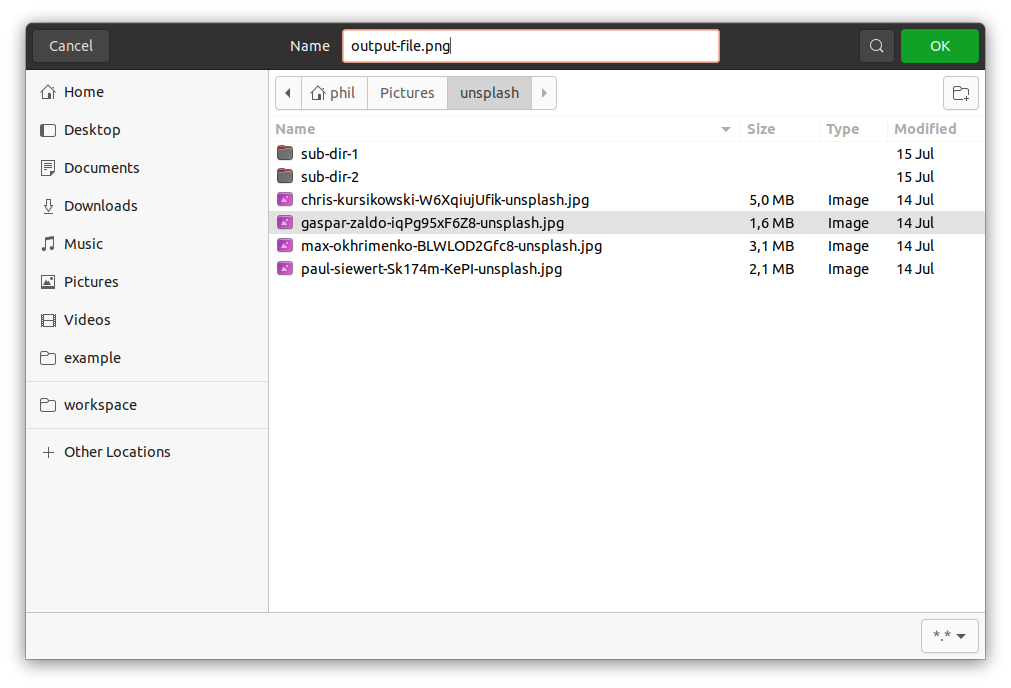 Cancel Name output-file.png OK
Home
Desktop
Documents
Downloads
Music
Pictures
Videos
example
workspace
Other Locations
phil Pictures unsplash
Name Size Type Modified
sub-dir-1 15 Jul
sub-dir-2 15 Jul
chris-kursikowski-W6XqiujUfik-unsplash.jpg 5,0 MB Image 14 Jul
gaspar-zaldo-iqPg95xF6Z8-unsplash.jpg 1,6 MB Image 14 Jul
max-okhrimenko-BLWLOD2Gfc8-unsplash.jpg 3,1 MB Image 14 Jul
paul-siewert-Sk174m-KePI-unsplash.jpg 2,1 MB Image 14 Jul
*.*